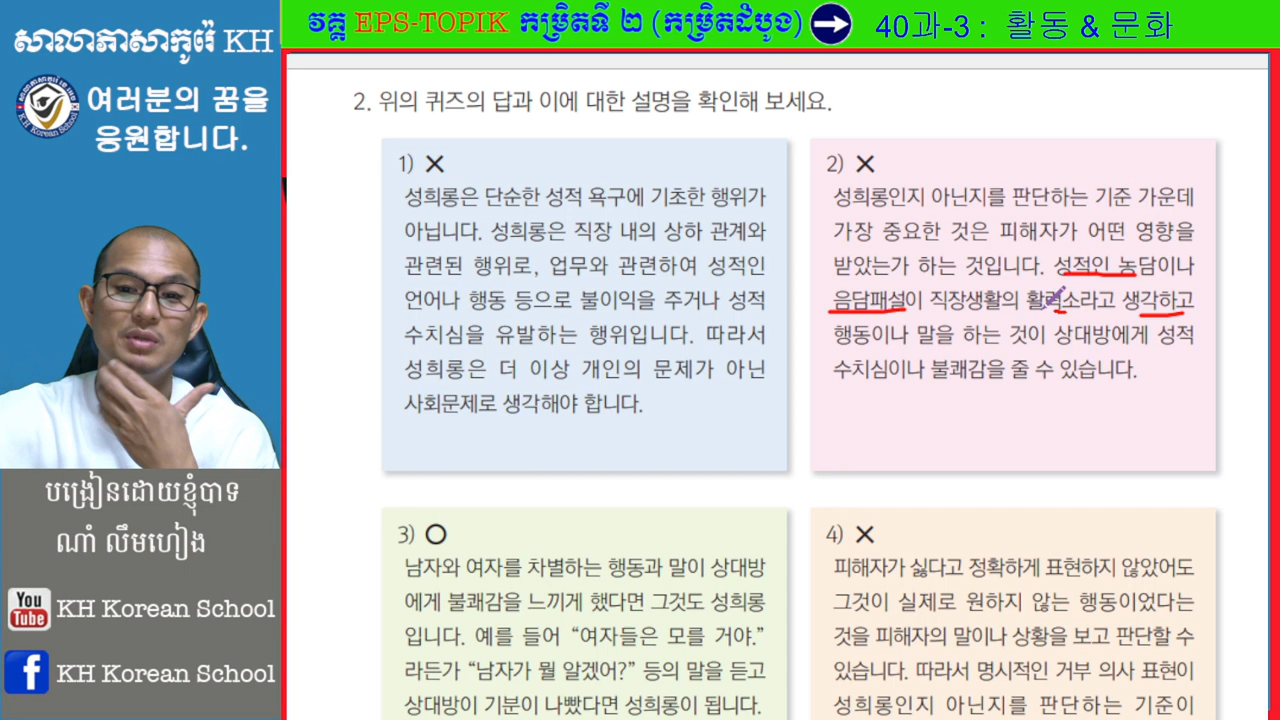 សាលាភាសាកូរ៉េ KH
វគ្គ EPS-TOPIK កម្រិតទី ២ (កម្រិតដំបូង)
40과-3 : 활동 & 문화
KH Korean School
여러분의 꿈을
응원합니다.
2. 위의 퀴즈의 답과 이에 대한 설명을 확인해 보세요.
1) ✕
성희롱은 단순한 성적 욕구에 기초한 행위가
아닙니다. 성희롱은 직장 내의 상하 관계와
관련된 행위로, 업무와 관련하여 성적인
언어나 행동 등으로 불이익을 주거나 성적
수치심을 유발하는 행위입니다. 따라서
성희롱은 더 이상 개인의 문제가 아닌
사회문제로 생각해야 합니다.
2) ✕
성희롱인지 아닌지를 판단하는 기준 가운데
가장 중요한 것은 피해자가 어떤 영향을
받았는가 하는 것입니다. 성적인 농담이나
음담패설이 직장생활의 활력소라고 생각하고
행동이나 말을 하는 것이 상대방에게 성적
수치심이나 불쾌감을 줄 수 있습니다.
3) ○
남자와 여자를 차별하는 행동과 말이 상대방
에게 불쾌감을 느끼게 했다면 그것도 성희롱
입니다. 예를 들어 “여자들은 모를 거야.”
라든가 “남자가 뭘 알겠어?” 등의 말을 듣고
상대방이 기분이 나빴다면 성희롱이 됩니다.
4) ✕
피해자가 싫다고 정확하게 표현하지 않았어도
그것이 실제로 원하지 않는 행동이었다는
것을 피해자의 말이나 상황을 보고 판단할 수
있습니다. 따라서 명시적인 거부 의사 표현이
성희롱인지 아닌지를 판단하는 기준이
បង្រៀនដោយខ្ញុំបាទ
ណាំ លឹមហៀង
You Tube KH Korean School
f KH Korean School